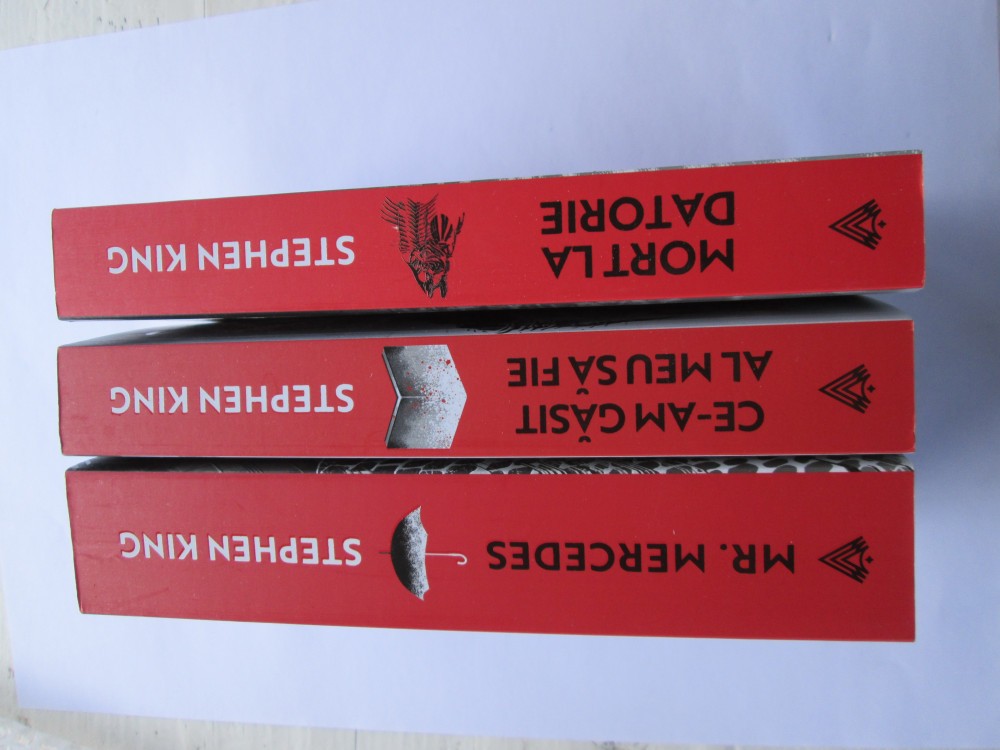 MR. MERCEDES
STEPHEN KING
CE-AM GĂSIT
AL MEU SĂ FIE
STEPHEN KING
MORT LA
DATORIE
STEPHEN KING